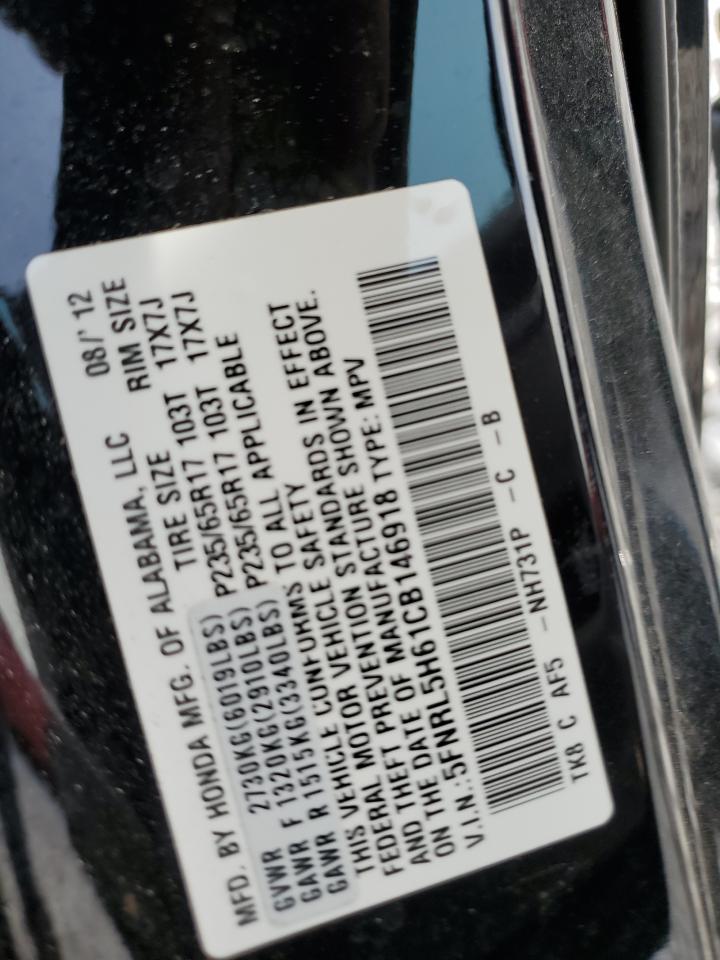 MFD. BY HONDA MFG. OF ALABAMA, LLC 08/'12
TIRE SIZE RIM SIZE
GVWR 2730KG(6019LBS)
GAWR F 1320KG(2910LBS) P235/65R17 103T 17X7J
GAWR R 1515KG(3340LBS) P235/65R17 103T 17X7J
THIS VEHICLE CONFORMS TO ALL APPLICABLE
FEDERAL MOTOR VEHICLE SAFETY
AND THEFT PREVENTION STANDARDS IN EFFECT
ON THE DATE OF MANUFACTURE SHOWN ABOVE.
V.I.N.:5FNRL5H61CB146918 TYPE: MPV
TK8 C AF5 -NH731P -C -B